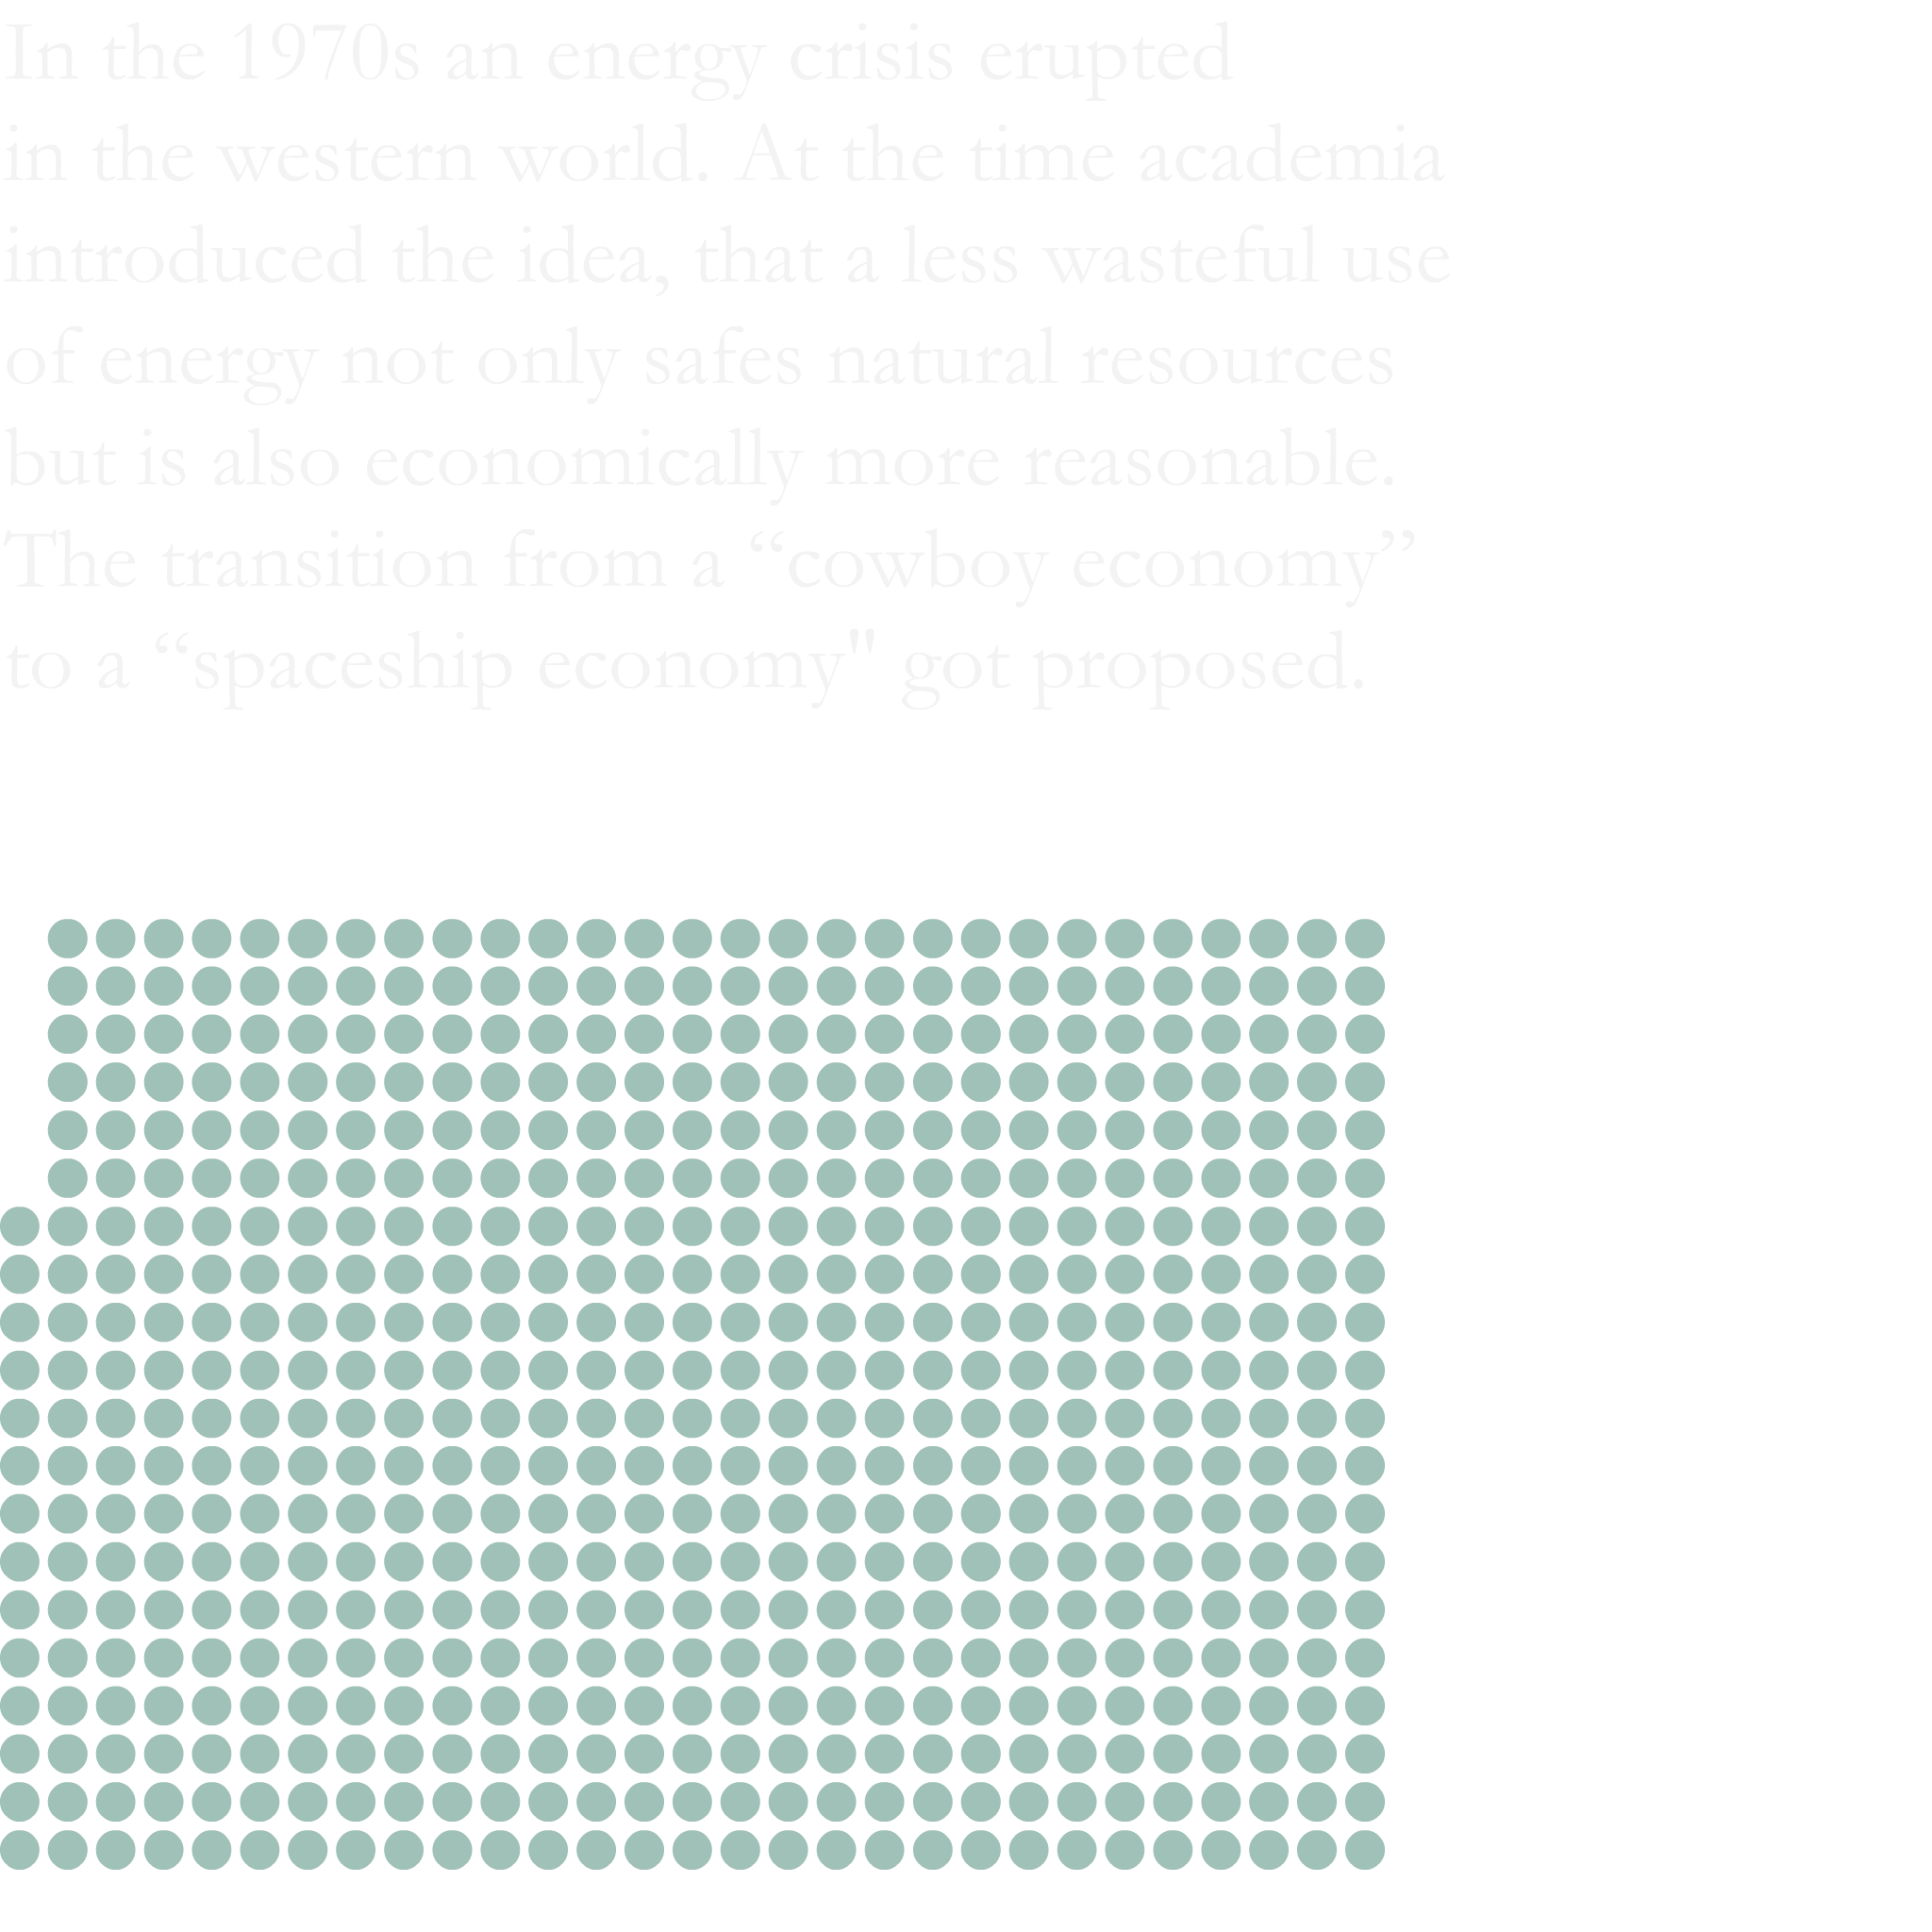 In the 1970s an energy crisis erupted
in the western world. At the time academia
introduced the idea, that a less wasteful use
of energy not only safes natural resources
but is also economically more reasonable.
The transition from a “cowboy economy”
to a “spaceship economy" got proposed.